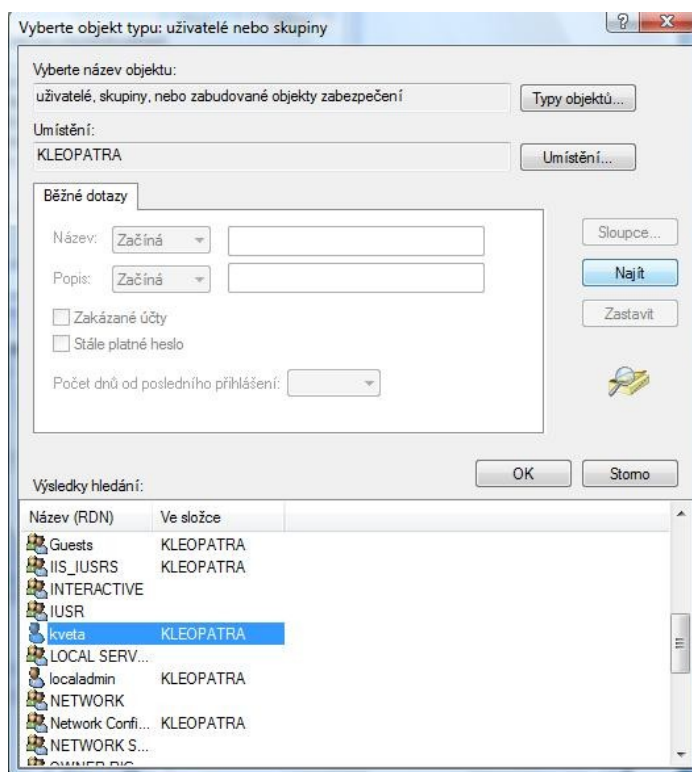 Vyberte objekt typu: uživatelé nebo skupiny
Vyberte název objektu:
uživatelé, skupiny, nebo zabudované objekty zabezpečení
Typy objektů...
Umístění:
KLEOPATRA
Umístění...
Běžné dotazy
Název: Začíná
Popis: Začíná
Zakázané účty
Stále platné heslo
Počet dnů od posledního přihlášení:
Sloupce...
Najít
Zastavit
OK
Storno
Výsledky hledání:
Název (RDN) Ve složce
Guests KLEOPATRA
IIS_IUSRS KLEOPATRA
INTERACTIVE
IUSR
kveta KLEOPATRA
LOCAL SERV...
localadmin KLEOPATRA
NETWORK
Network Confi... KLEOPATRA
NETWORK S...